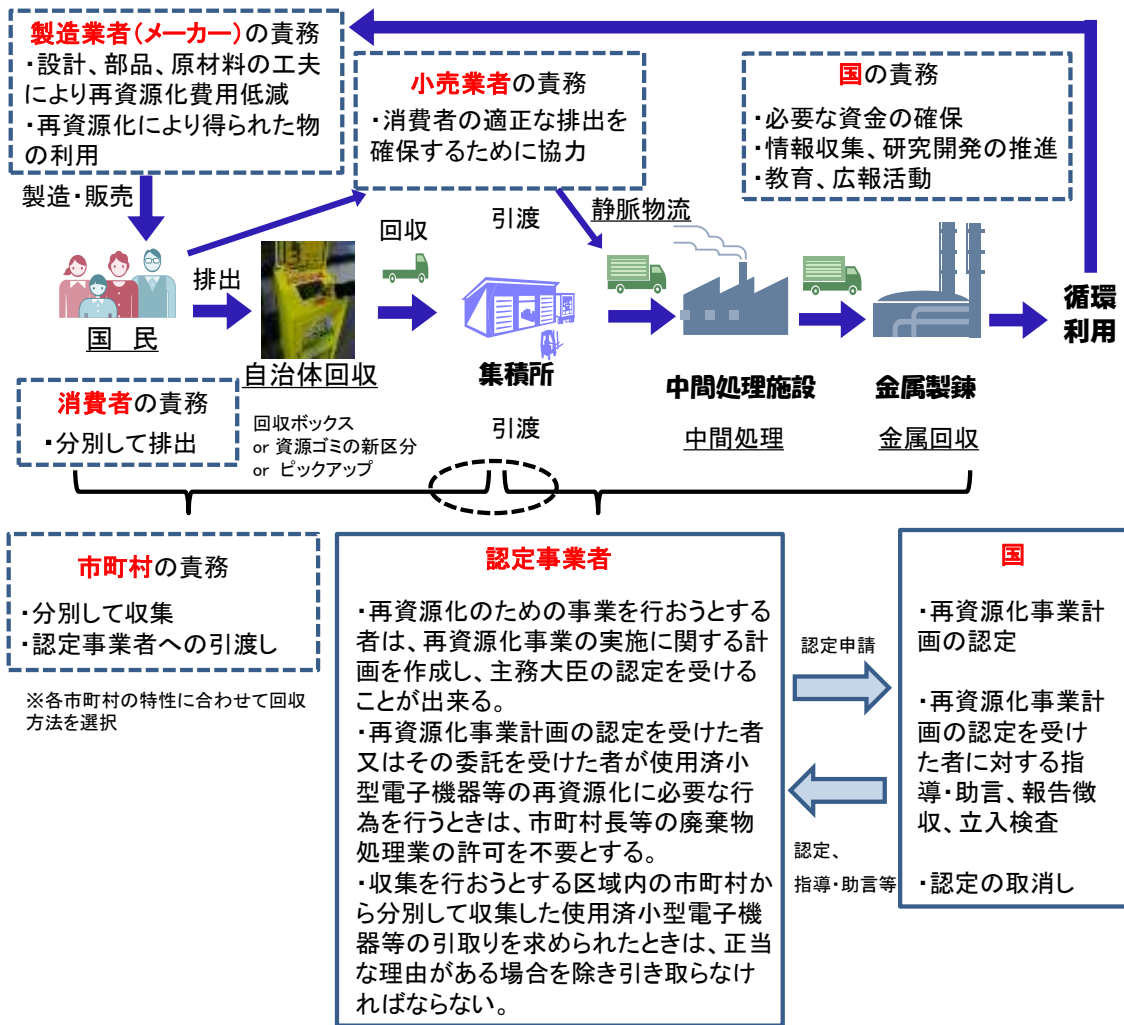 製造業者(メーカー)の責務
・設計、部品、原材料の工夫
により再資源化費用低減
・再資源化により得られた物
の利用
小売業者の責務
・消費者の適正な排出を
確保するために協力
国の責務
・必要な資金の確保
・情報収集、研究開発の推進
・教育、広報活動
製造・販売
回収
引渡
静脈物流
排出
循環
利用
国 民
自治体回収
集積所
中間処理施設
金属製錬
消費者の責務
・分別して排出
回収ボックス
or 資源ゴミの新区分
or ピックアップ
引渡
中間処理
金属回収
市町村の責務
・分別して収集
・認定事業者への引渡し
※各市町村の特性に合わせて回収
方法を選択
認定事業者
・再資源化のための事業を行おうとする
者は、再資源化事業の実施に関する計
画を作成し、主務大臣の認定を受けるこ
とが出来る。
・再資源化事業計画の認定を受けた者
又はその委託を受けた者が使用済小
型電子機器等の再資源化に必要な行
為を行うときは、市町村長等の廃棄物
処理業の許可を不要とする。
・収集を行おうとする区域内の市町村か
ら分別して収集した使用済小型電子機
器等の引取りを求められたときは、正当
な理由がある場合を除き引き取らなけ
ればならない。
認定申請
認定、
指導・助言等
国
・再資源化事業計
画の認定
・再資源化事業計
画の認定を受け
た者に対する指
導・助言、報告徴
収、立入検査
・認定の取消し